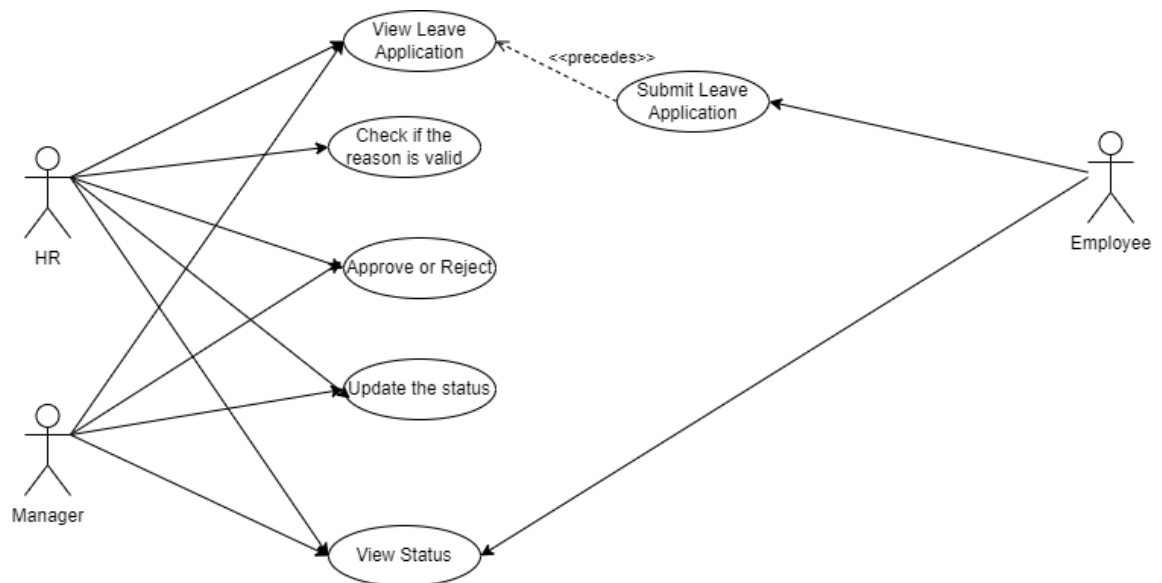 View Leave
Application
<<precedes>>
Submit Leave
Application
Check if the
reason is valid
HR
Employee
Approve or Reject
Update the status
Manager
View Status